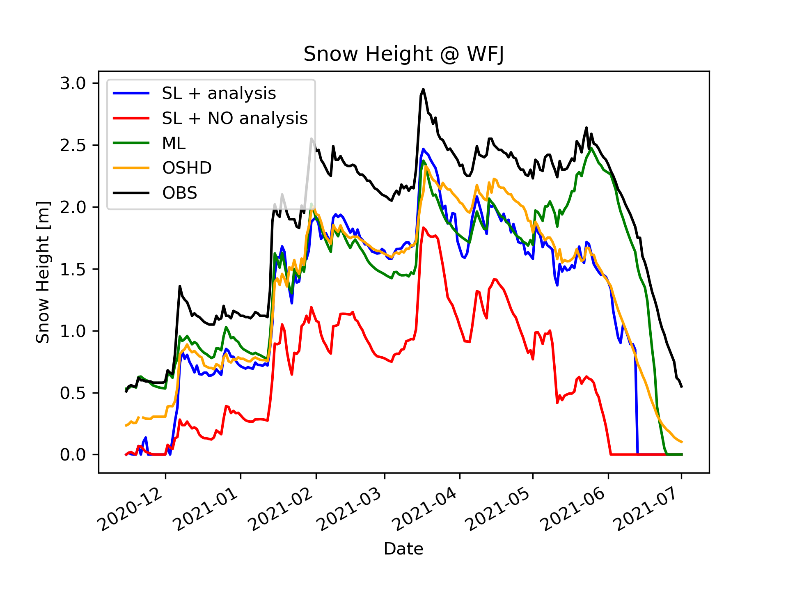 Snow Height @ WFJ
SL + analysis
SL + NO analysis
ML
OSHD
OBS
3.0
2.5
2.0
1.5
1.0
0.5
0.0
Snow Height [m]
2020-12
2021-01
2021-02
2021-03
2021-04
2021-05
2021-06
2021-07
Date